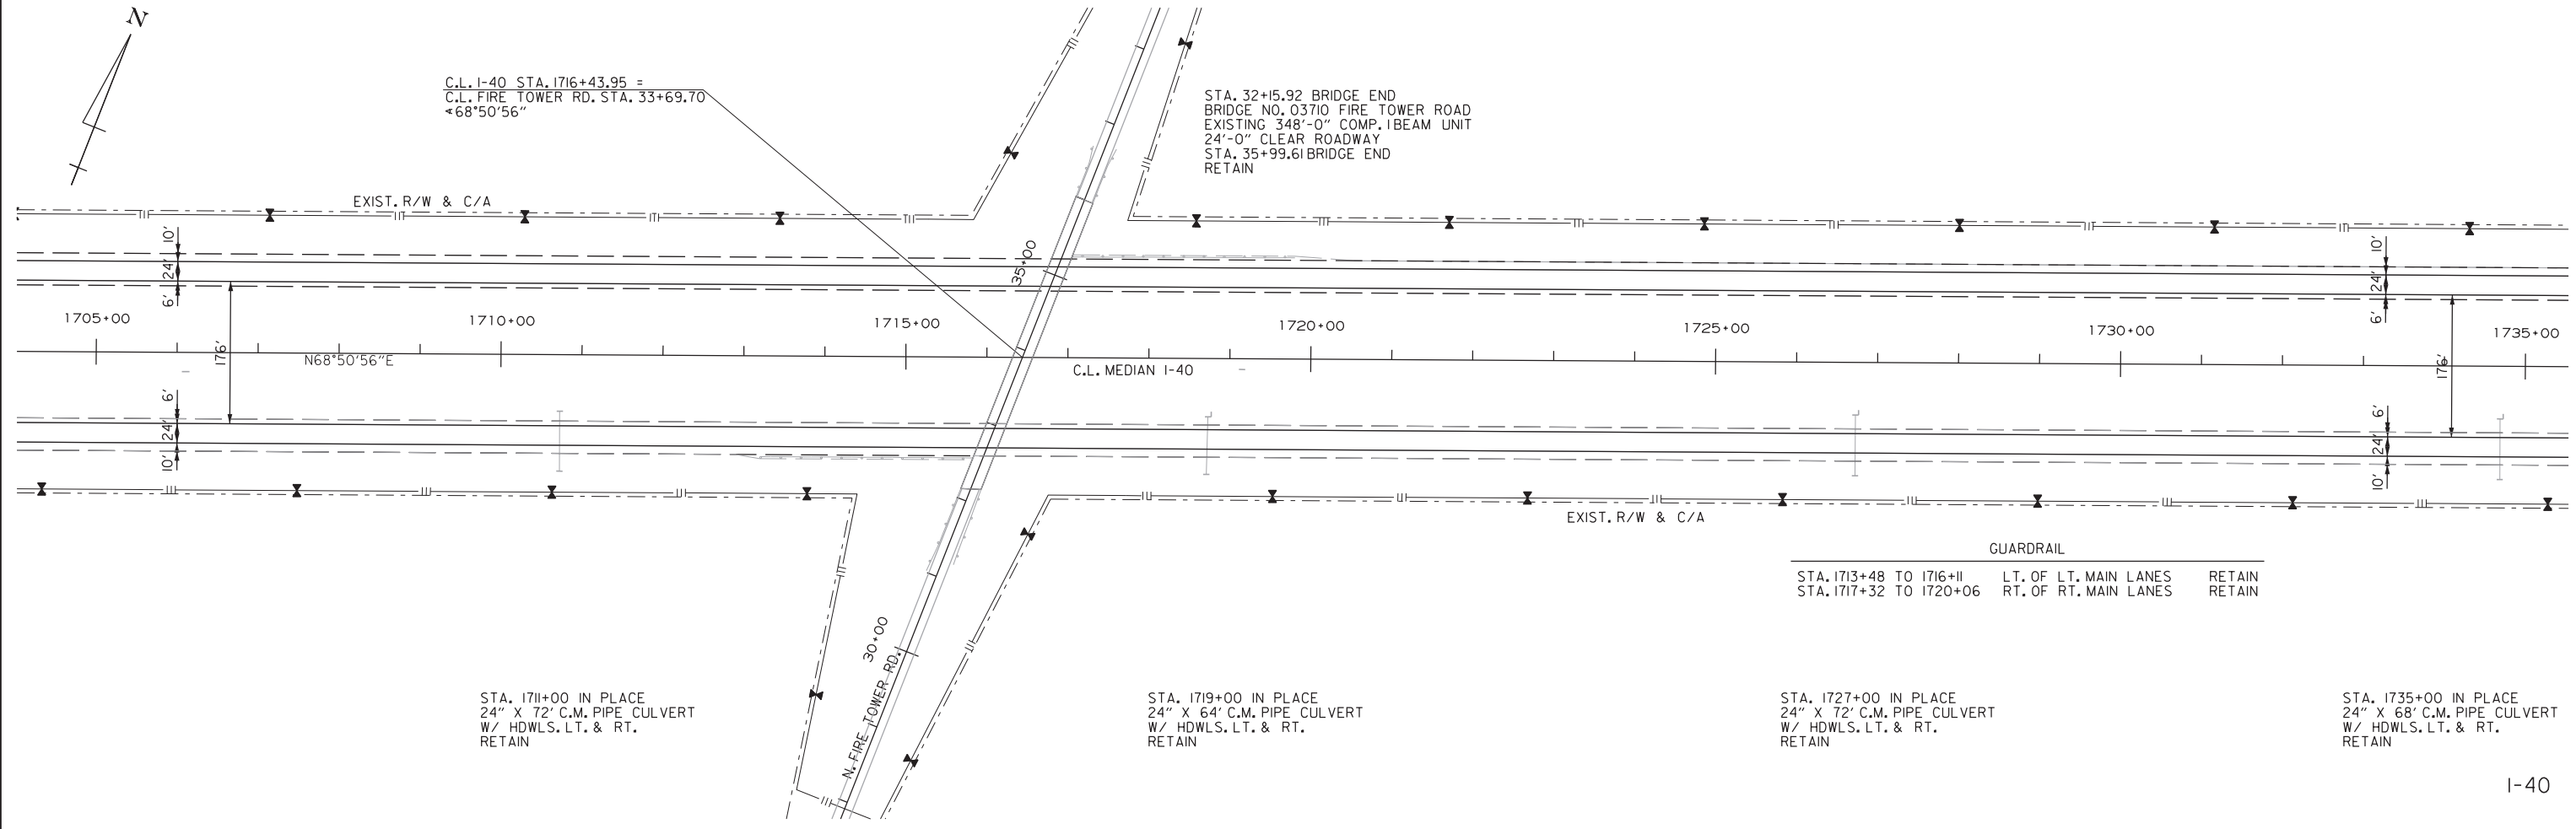 N
C.L. I-40 STA. 1716+43.95 =
C.L. FIRE TOWER RD. STA. 33+69.70
∢68°50'56"
STA. 32+15.92 BRIDGE END
BRIDGE NO. 03710 FIRE TOWER ROAD
EXISTING 348'-0" COMP. I BEAM UNIT
24'-0" CLEAR ROADWAY
STA. 35+99.61 BRIDGE END
RETAIN
EXIST. R/W & C/A
10'
24'
6'
35+00
10'
24'
6'
1705+00
1710+00
1715+00
1720+00
1725+00
1730+00
1735+00
176'
N68°50'56"E
C.L. MEDIAN I-40
176'
6'
24'
10'
6'
24'
10'
EXIST. R/W & C/A
GUARDRAIL
STA. 1713+48 TO 1716+11 LT. OF LT. MAIN LANES RETAIN
STA. 1717+32 TO 1720+06 RT. OF RT. MAIN LANES RETAIN
30+00
N. FIRE TOWER RD.
STA. 1711+00 IN PLACE
24" X 72' C.M. PIPE CULVERT
W/ HDWLS. LT. & RT.
RETAIN
STA. 1719+00 IN PLACE
24" X 64' C.M. PIPE CULVERT
W/ HDWLS. LT. & RT.
RETAIN
STA. 1727+00 IN PLACE
24" X 72' C.M. PIPE CULVERT
W/ HDWLS. LT. & RT.
RETAIN
STA. 1735+00 IN PLACE
24" X 68' C.M. PIPE CULVERT
W/ HDWLS. LT. & RT.
RETAIN
I-40